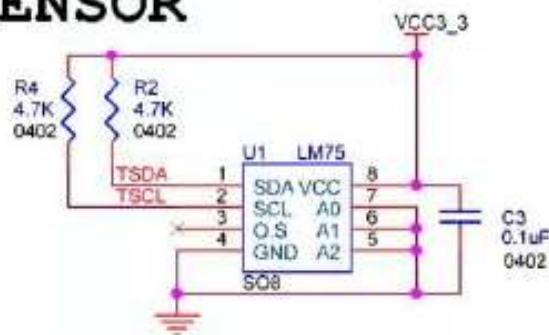 ENSOR
VCC3_3
R4
4.7K
0402
R2
4.7K
0402
U1 LM75
TSDA 1 SDA VCC 8
TSCL 2 SCL A0 7
3 O.S A1 6
4 GND A2 5
SO8
C3
0.1uF
0402